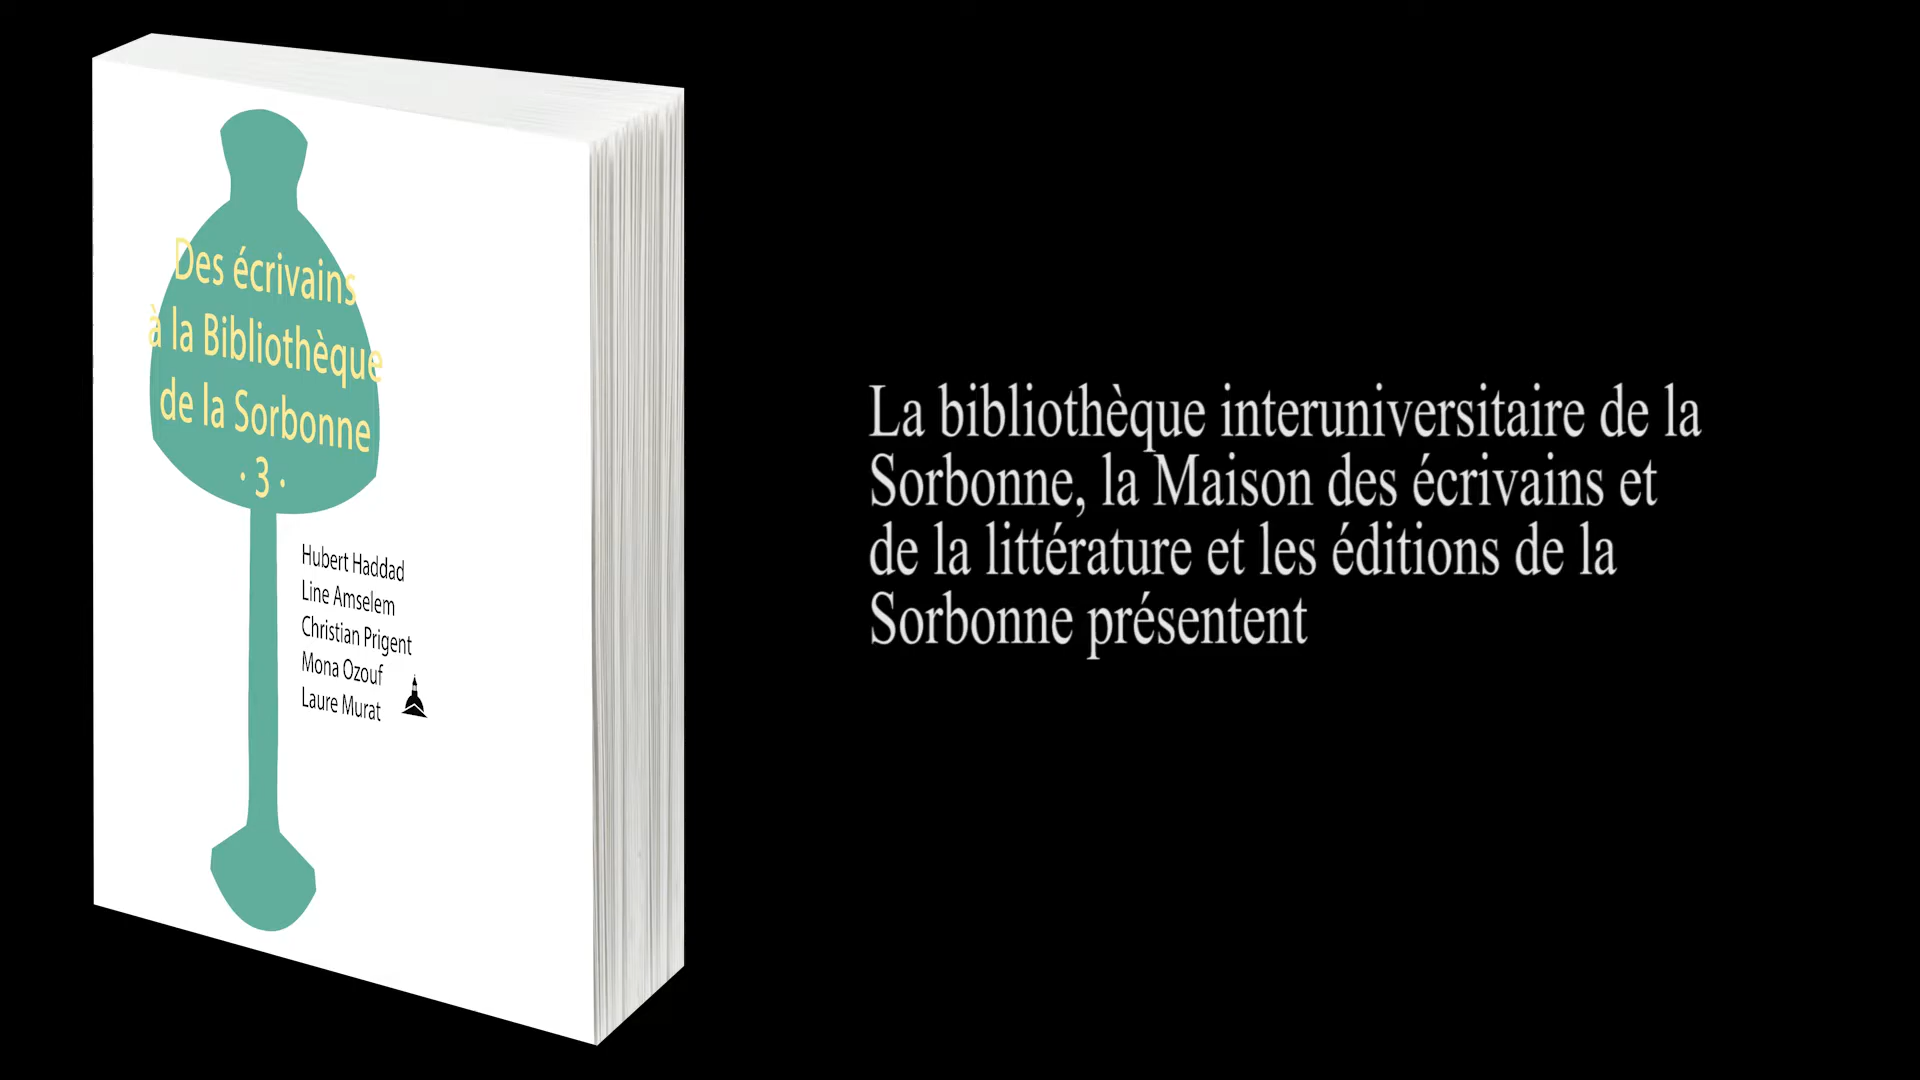 Des écrivains
à la Bibliothèque
de la Sorbonne
· 3 ·
Hubert Haddad
Line Amselem
Christian Prigent
Mona Ozouf
Laure Murat
La bibliothèque interuniversitaire de la
Sorbonne, la Maison des écrivains et
de la littérature et les éditions de la
Sorbonne présentent